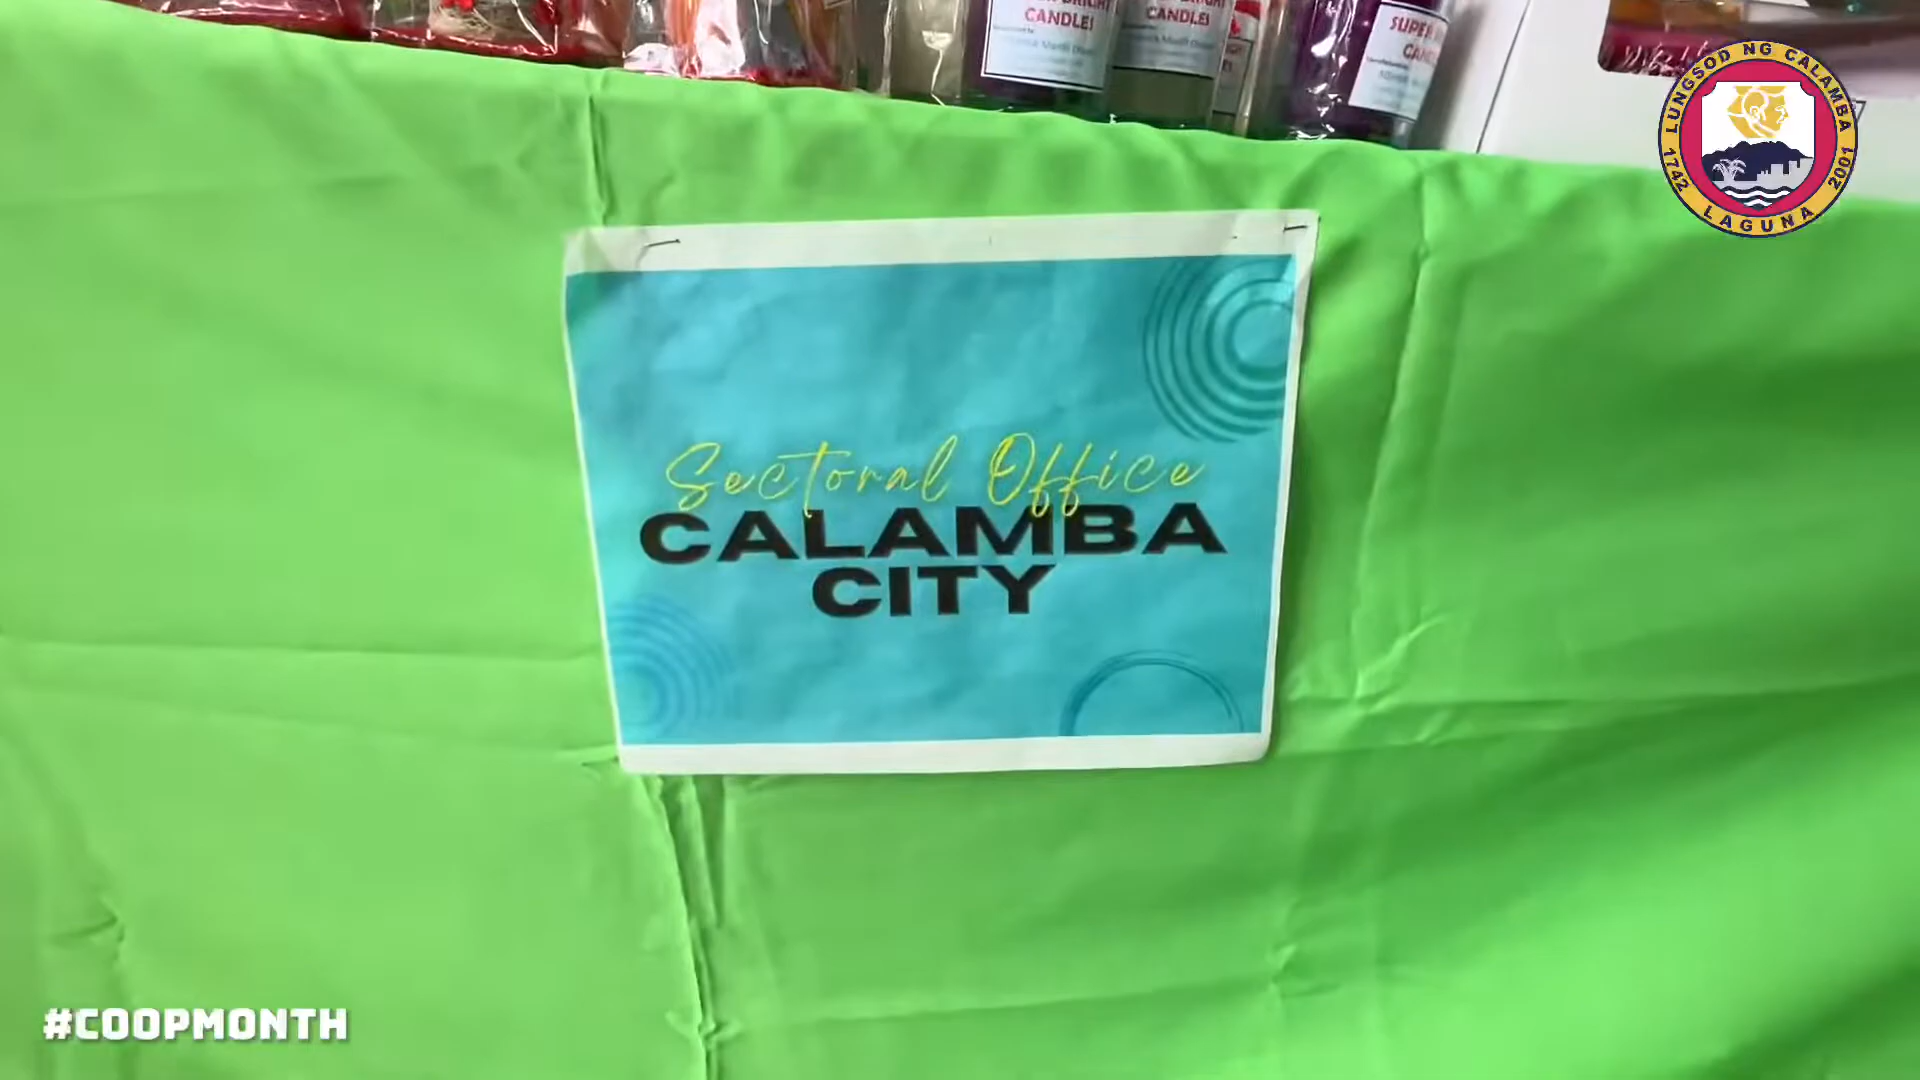 CANDLE!
CANDLE!
SUPER
LUNGSOD NG CALAMBA
1742
2001
LAGUNA
Sectoral Office
CALAMBA
CITY
#COOPMONTH